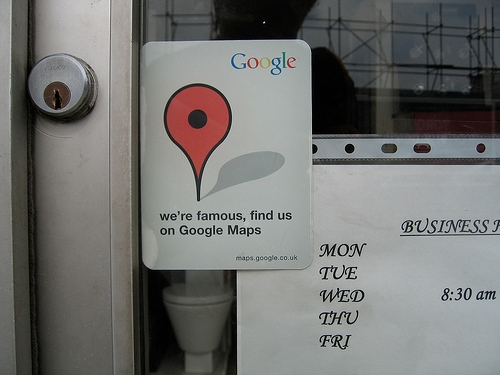 Google
we're famous, find us
on Google Maps
maps.google.co.uk
BUSINESS
MON
TUE
WED 8:30 am
THU
FRI